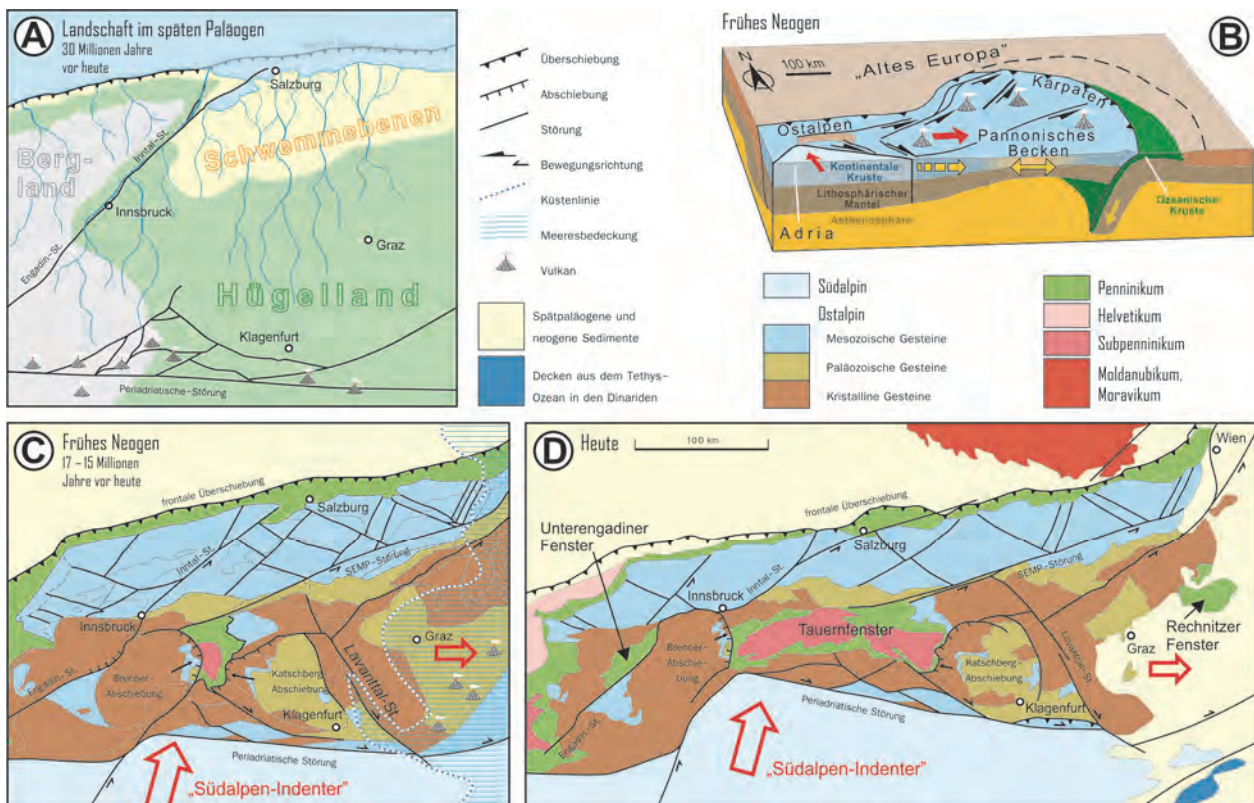 A
Landschaft im späten Paläogen
30 Millionen Jahre
vor heute
Salzburg
Schwemmebenen
Berg-
land
Inntal-St.
Innsbruck
Engadin-St.
Graz
Hügelland
Klagenfurt
Periadriatische-Störung
Überschiebung
Abschiebung
Störung
Bewegungsrichtung
Küstenlinie
Meeresbedeckung
Vulkan
Spätpaläogene und
neogene Sedimente
Decken aus dem Tethys-
Ozean in den Dinariden
Frühes Neogen
B
N
100 km
„Altes Europa"
Karpaten
Ostalpen
Pannonisches
Becken
Kontinentale
Kruste
Lithosphärischer
Mantel
Asthenosphäre
Ozeanische
Kruste
Adria
Südalpin
Ostalpin
Mesozoische Gesteine
Paläozoische Gesteine
Kristalline Gesteine
Penninikum
Helvetikum
Subpenninikum
Moldanubikum,
Moravikum
C
Frühes Neogen
17 – 15 Millionen
Jahre vor heute
frontale Überschiebung
Salzburg
Inntal-St.
SEMP-Störung
Innsbruck
Graz
Engadin-St.
Brenner-
Abschiebung
Katschberg
Abschiebung
Lavanttal-St.
Klagenfurt
Periadriatische Störung
„Südalpen-Indenter"
D
Heute
100 km
Wien
frontale Überschiebung
Unterengadiner
Fenster
Salzburg
Innsbruck
Inntal-St.
SEMP-Störung
Tauernfenster
Rechnitzer
Fenster
Brenner-
Abschie-
bung
Katschberg-
Abschiebung
Lavanttal-St.
Graz
Engadin-St.
Klagenfurt
Periadriatische Störung
„Südalpen-Indenter"